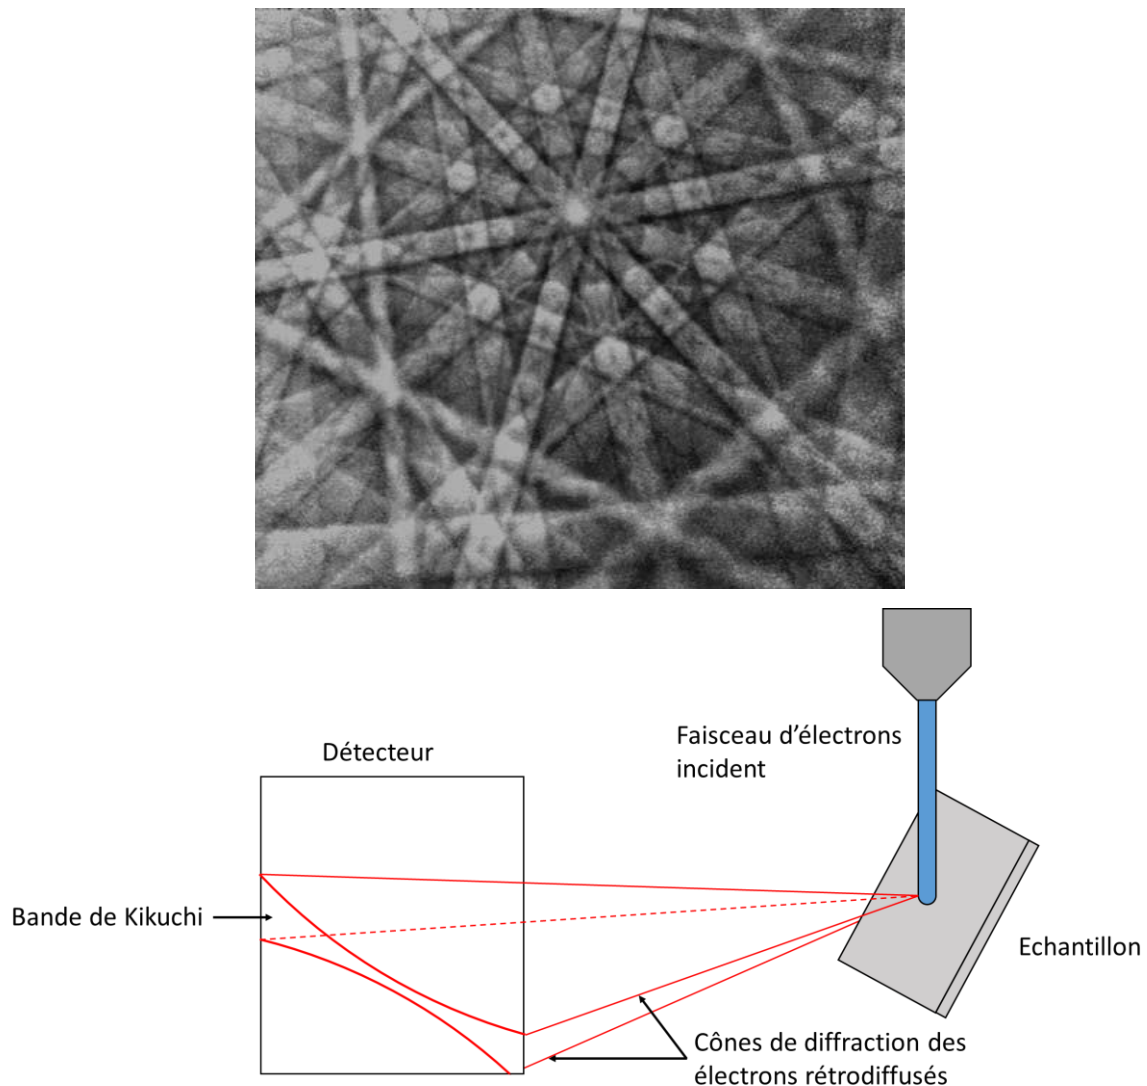 Détecteur
Faisceau d'électrons
incident
Bande de Kikuchi
Echantillon
Cônes de diffraction des
électrons rétrodiffusés